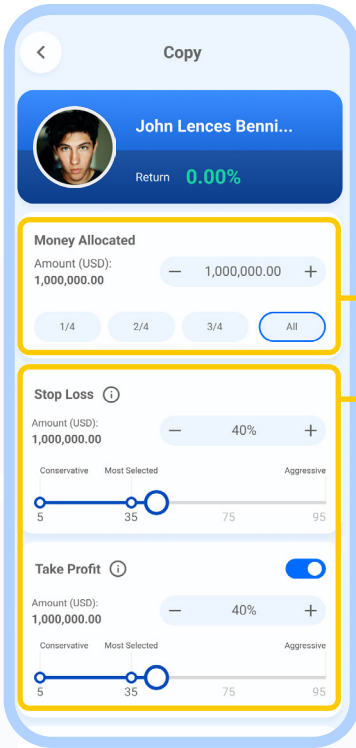 Copy
John Lences Benni...
Return 0.00%
Money Allocated
Amount (USD):
1,000,000.00
− 1,000,000.00 +
1/4 2/4 3/4 All
Stop Loss
Amount (USD):
1,000,000.00
− 40% +
Conservative Most Selected Aggressive
5 35 75 95
Take Profit
Amount (USD):
1,000,000.00
− 40% +
Conservative Most Selected Aggressive
5 35 75 95